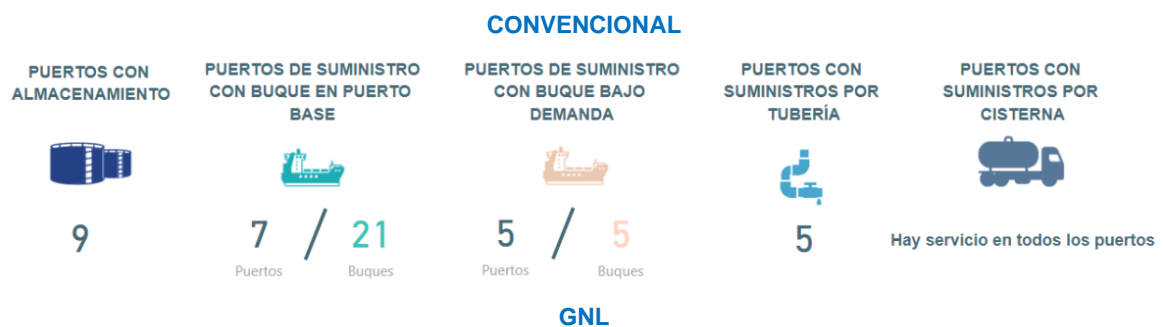 CONVENCIONAL
PUERTOS CON
ALMACENAMIENTO
9
PUERTOS DE SUMINISTRO
CON BUQUE EN PUERTO
BASE
7 / 21
Puertos Buques
PUERTOS DE SUMINISTRO
CON BUQUE BAJO
DEMANDA
5 / 5
Puertos Buques
PUERTOS CON
SUMINISTROS POR
TUBERÍA
5
PUERTOS CON
SUMINISTROS POR
CISTERNA
Hay servicio en todos los puertos
GNL